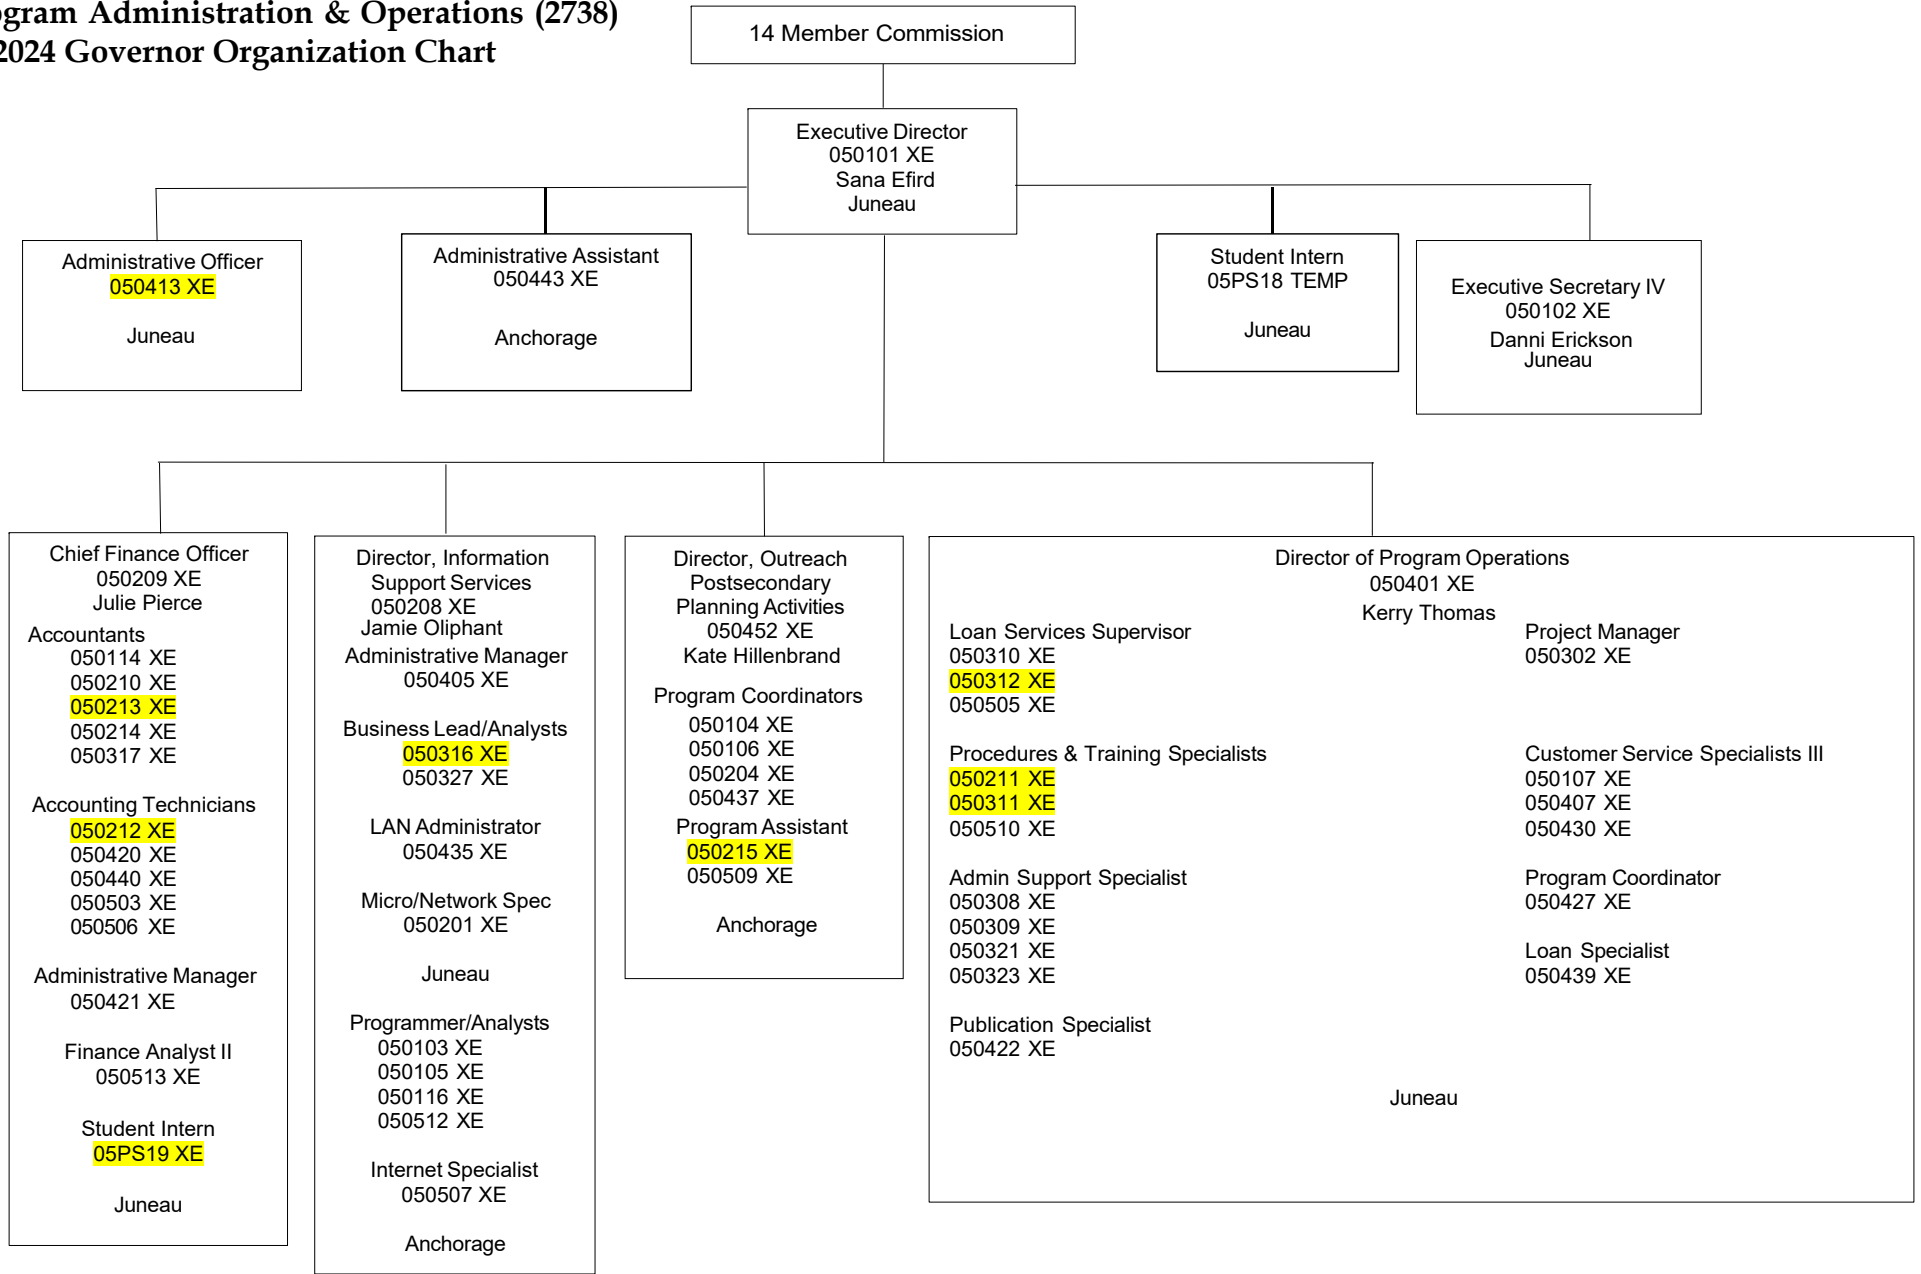 ogram Administration & Operations (2738)
2024 Governor Organization Chart
14 Member Commission
Executive Director
050101 XE
Sana Efird
Juneau
Administrative Officer
050413 XE
Juneau
Administrative Assistant
050443 XE
Anchorage
Student Intern
05PS18 TEMP
Juneau
Executive Secretary IV
050102 XE
Danni Erickson
Juneau
Chief Finance Officer
050209 XE
Julie Pierce
Accountants
050114 XE
050210 XE
050213 XE
050214 XE
050317 XE
Accounting Technicians
050212 XE
050420 XE
050440 XE
050503 XE
050506 XE
Administrative Manager
050421 XE
Finance Analyst II
050513 XE
Student Intern
05PS19 XE
Juneau
Director, Information
Support Services
050208 XE
Jamie Oliphant
Administrative Manager
050405 XE
Business Lead/Analysts
050316 XE
050327 XE
LAN Administrator
050435 XE
Micro/Network Spec
050201 XE
Juneau
Programmer/Analysts
050103 XE
050105 XE
050116 XE
050512 XE
Internet Specialist
050507 XE
Anchorage
Director, Outreach
Postsecondary
Planning Activities
050452 XE
Kate Hillenbrand
Program Coordinators
050104 XE
050106 XE
050204 XE
050437 XE
Program Assistant
050215 XE
050509 XE
Anchorage
Director of Program Operations
050401 XE
Kerry Thomas
Loan Services Supervisor
050310 XE
050312 XE
050505 XE
Procedures & Training Specialists
050211 XE
050311 XE
050510 XE
Admin Support Specialist
050308 XE
050309 XE
050321 XE
050323 XE
Publication Specialist
050422 XE
Project Manager
050302 XE
Customer Service Specialists III
050107 XE
050407 XE
050430 XE
Program Coordinator
050427 XE
Loan Specialist
050439 XE
Juneau